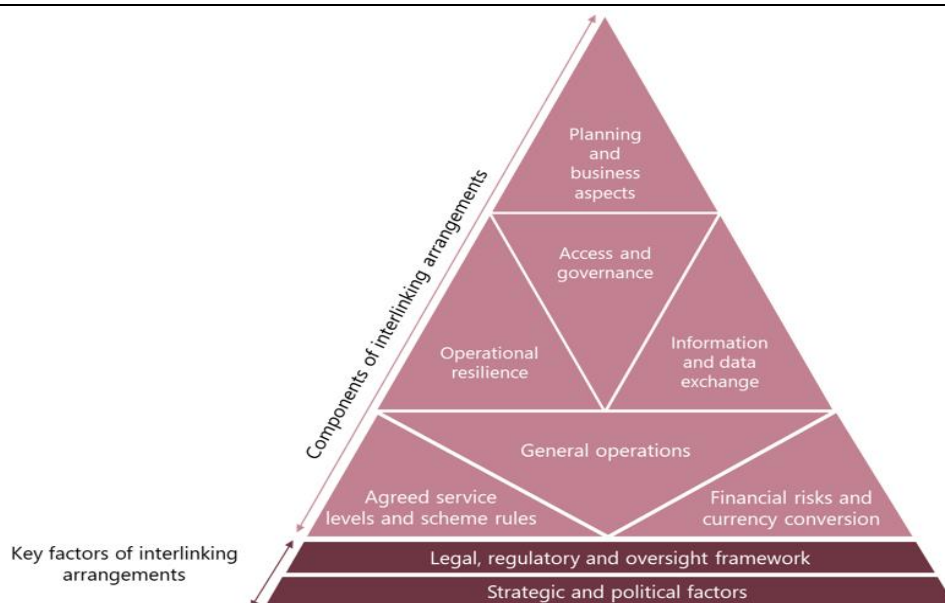 Planning
and
business
aspects
Components of interlinking arrangements
Access and
governance
Operational
resilience
Information
and data
exchange
General operations
Agreed service
levels and scheme rules
Financial risks and
currency conversion
Key factors of interlinking
arrangements
Legal, regulatory and oversight framework
Strategic and political factors